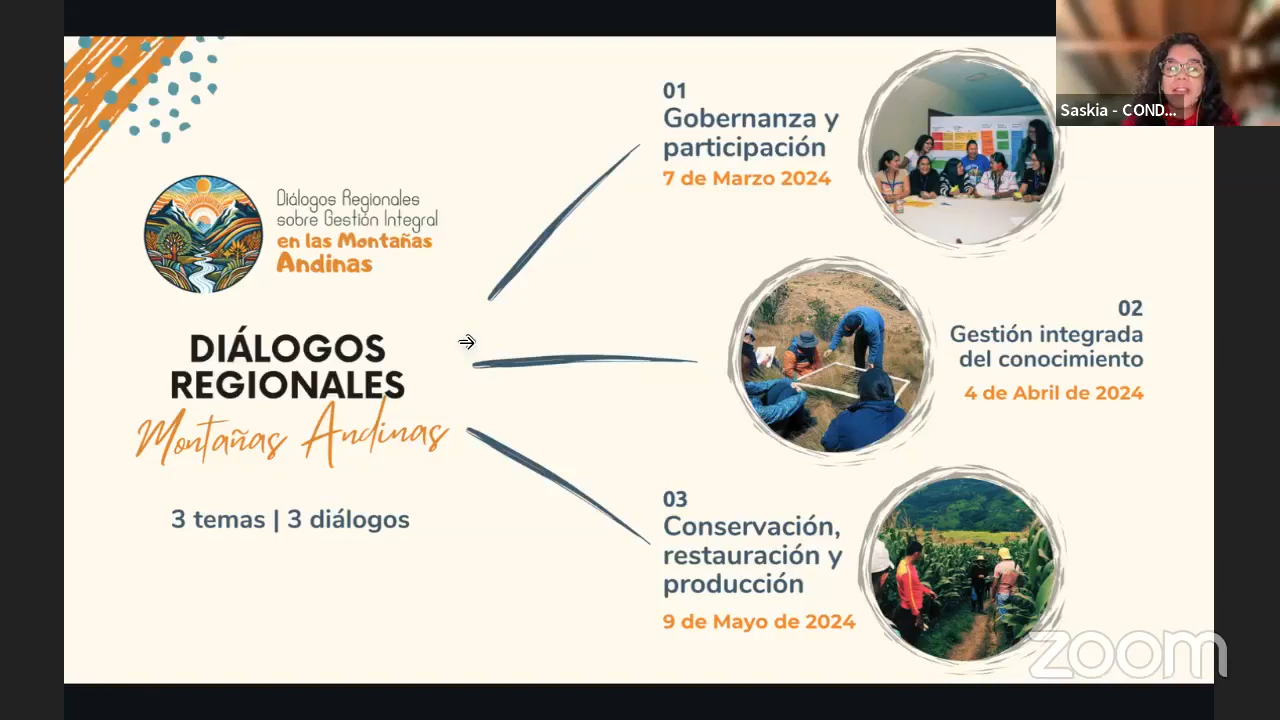 Diálogos Regionales
sobre Gestión Integral
en las Montañas
Andinas
DIÁLOGOS
REGIONALES
Montañas Andinas
3 temas | 3 diálogos
01
Gobernanza y
participación
7 de Marzo 2024
02
Gestión integrada
del conocimiento
4 de Abril de 2024
03
Conservación,
restauración y
producción
9 de Mayo de 2024
Saskia - COND...
zoom